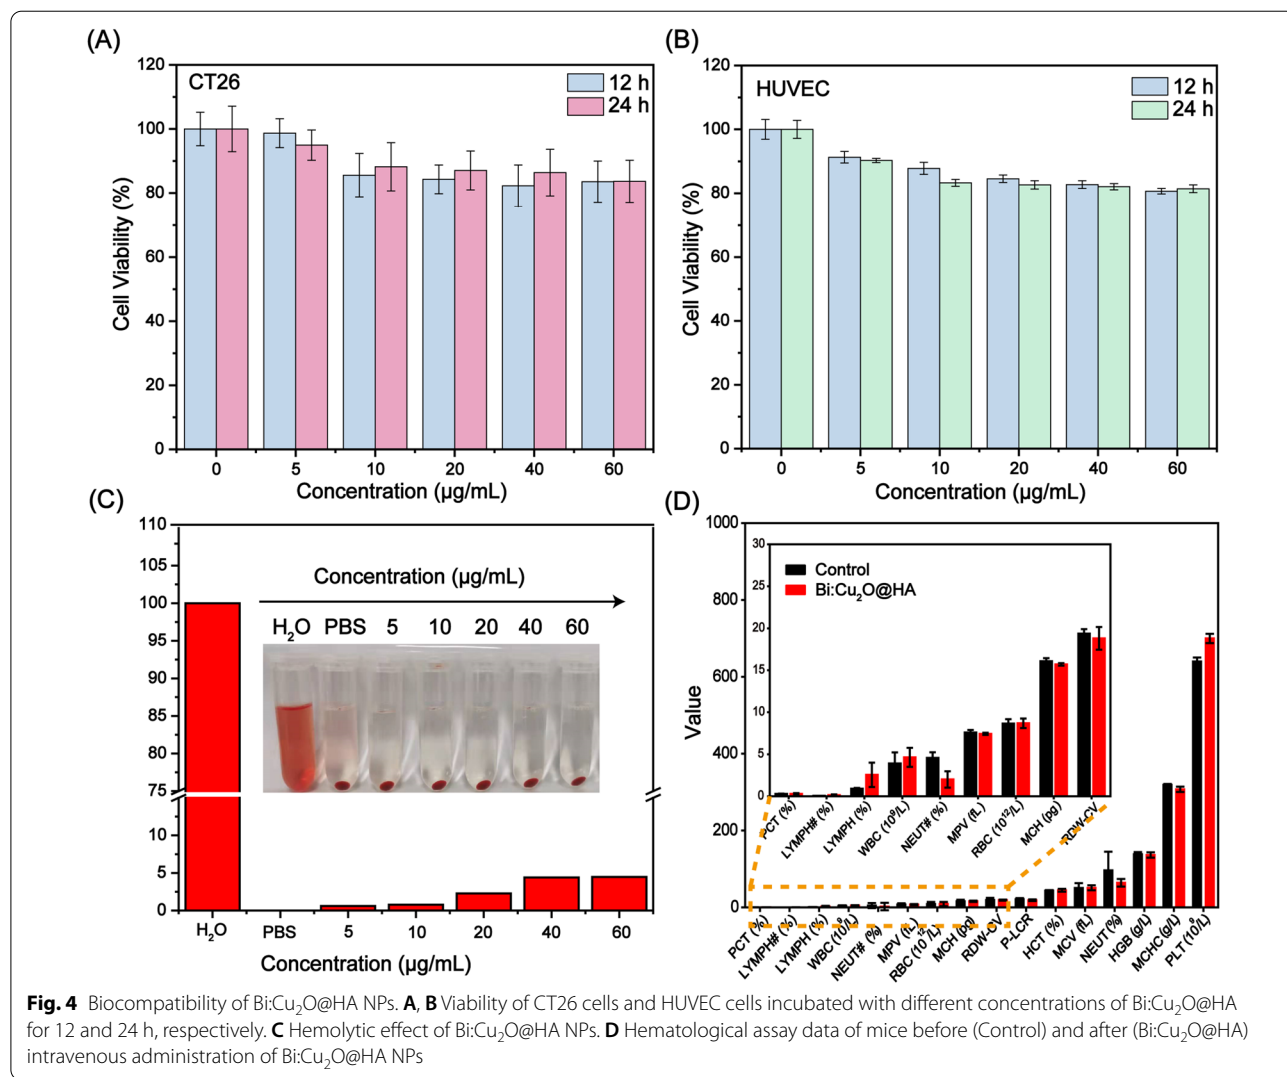 (A)
CT26
12 h
24 h
120
100
80
60
40
20
0
Cell Viability (%)
0 5 10 20 40 60
Concentration (µg/mL)
(B)
HUVEC
12 h
24 h
120
100
80
60
40
20
0
Cell Viability (%)
0 5 10 20 40 60
Concentration (µg/mL)
(C)
110
105
100
95
90
85
80
75
10
5
0
Concentration (µg/mL)
H₂O PBS 5 10 20 40 60
H₂O PBS 5 10 20 40 60
Concentration (µg/mL)
(D)
1000
800
600
400
200
0
Value
30
25
20
15
10
5
0
Control
Bi:Cu₂O@HA
PCT (%)
LYMPH# (%)
LYMPH (%)
WBC (10⁹/L)
NEUT# (%)
MPV (fL)
RBC (10¹²/L)
MCH (pg)
RDW-CV
PCT (%)
LYMPH# (%)
LYMPH (%)
WBC (10⁹/L)
NEUT# (%)
MPV (fL)
RBC (10¹²/L)
MCH (pg)
RDW-CV
P-LCR
HCT (%)
MCV (fL)
NEUT (%)
HGB (g/L)
MCHC (g/L)
PLT (10⁹/L)
Fig. 4 Biocompatibility of Bi:Cu₂O@HA NPs. A, B Viability of CT26 cells and HUVEC cells incubated with different concentrations of Bi:Cu₂O@HA
for 12 and 24 h, respectively. C Hemolytic effect of Bi:Cu₂O@HA NPs. D Hematological assay data of mice before (Control) and after (Bi:Cu₂O@HA)
intravenous administration of Bi:Cu₂O@HA NPs